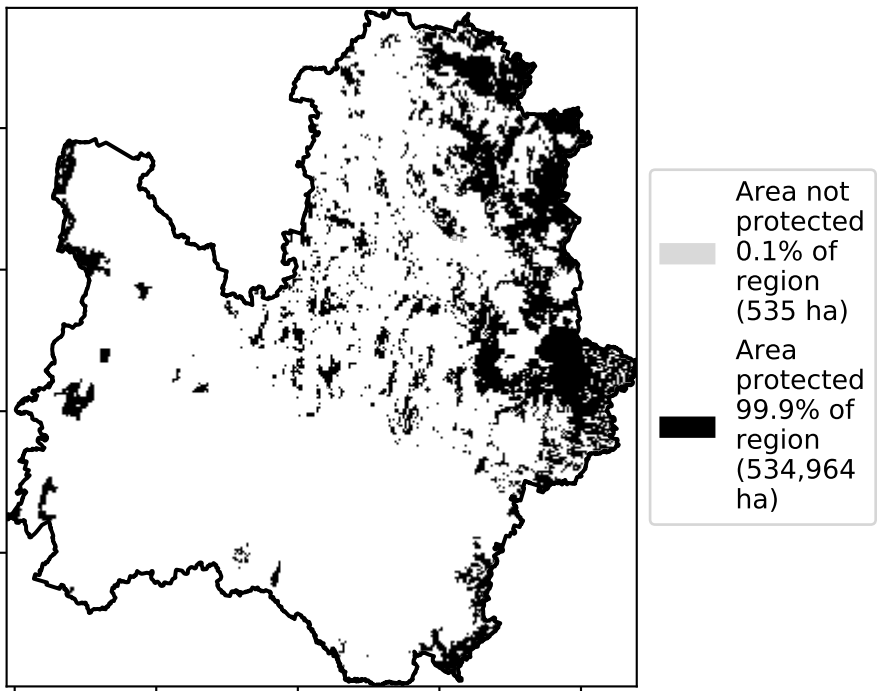 Area not
protected
0.1% of
region
(535 ha)
Area
protected
99.9% of
region
(534,964
ha)